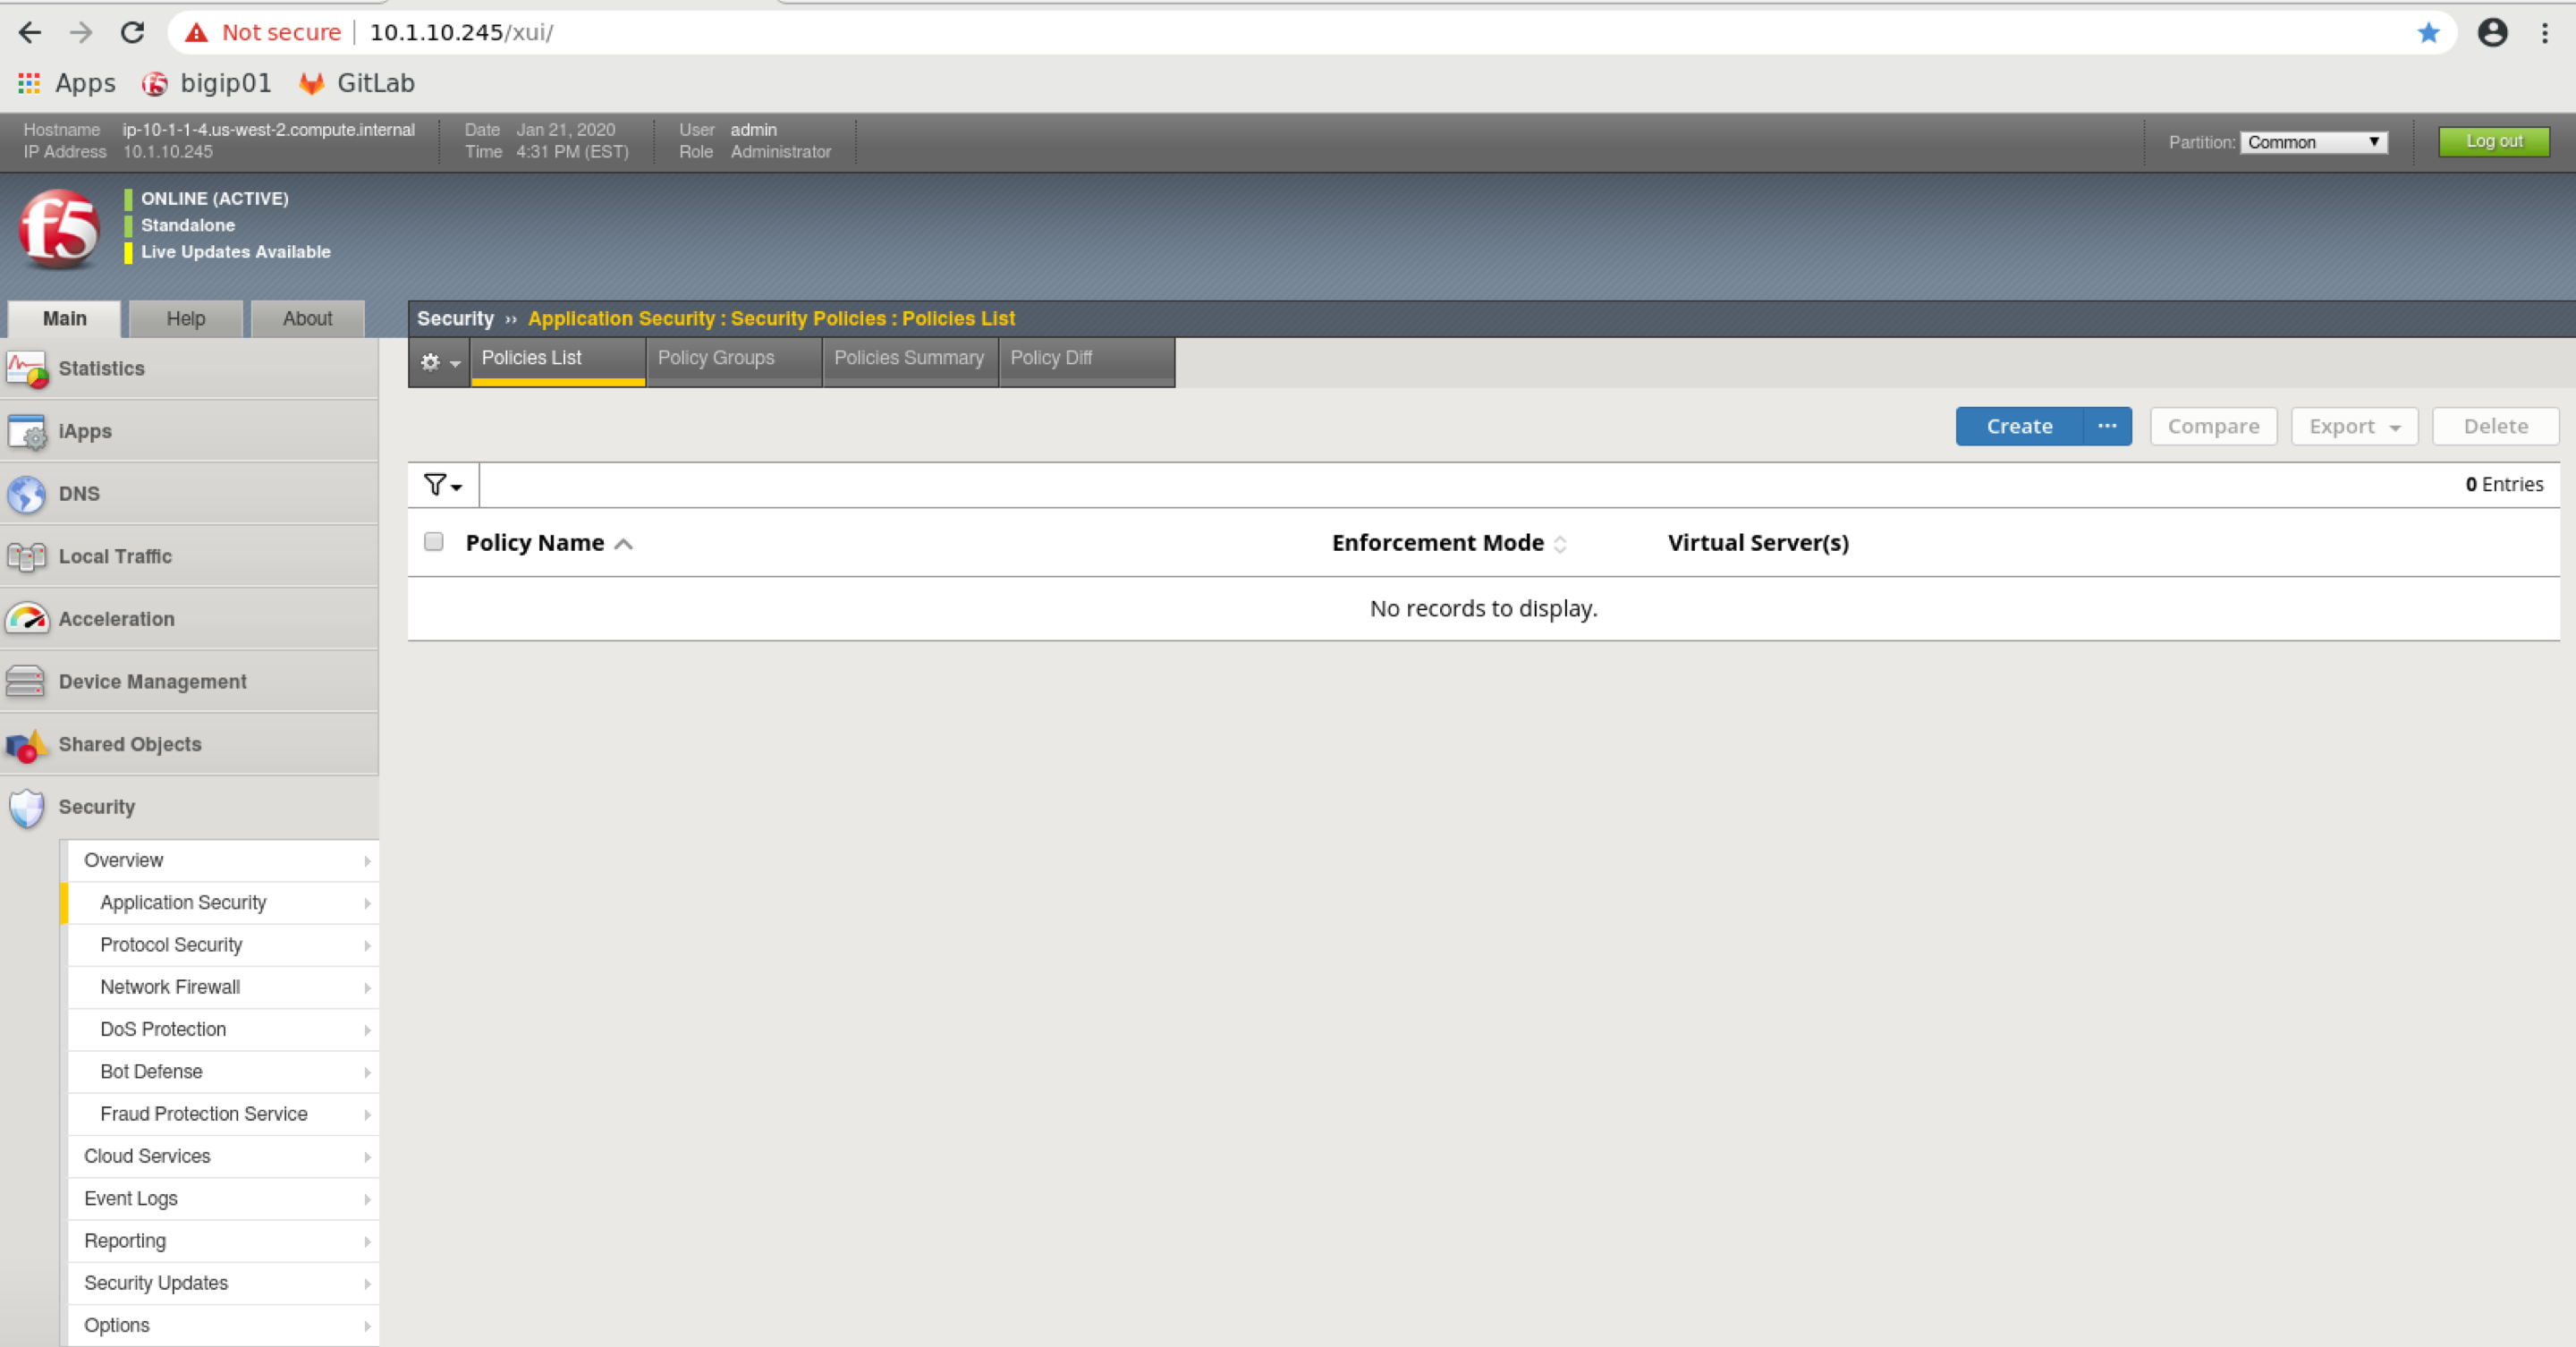 Not secure 10.1.10.245/xui/
Apps bigip01 GitLab
Hostname ip-10-1-1-4.us-west-2.compute.internal Date Jan 21, 2020 User admin
IP Address 10.1.10.245 Time 4:31 PM (EST) Role Administrator
Partition: Common Log out
f5
ONLINE (ACTIVE)
Standalone
Live Updates Available
Main Help About
Security ›› Application Security : Security Policies : Policies List
Policies List Policy Groups Policies Summary Policy Diff
Create ... Compare Export Delete
0 Entries
Policy Name Enforcement Mode Virtual Server(s)
No records to display.
Statistics
iApps
DNS
Local Traffic
Acceleration
Device Management
Shared Objects
Security
Overview
Application Security
Protocol Security
Network Firewall
DoS Protection
Bot Defense
Fraud Protection Service
Cloud Services
Event Logs
Reporting
Security Updates
Options